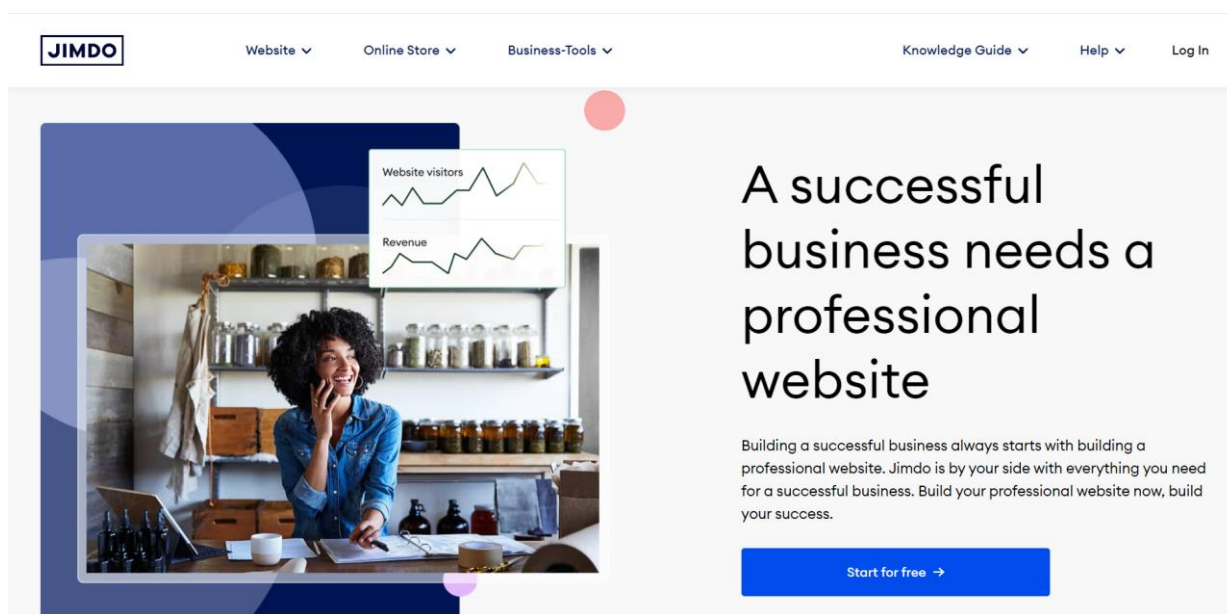 JIMDO
Website
Online Store
Business-Tools
Knowledge Guide
Help
Log In
Website visitors
Revenue
A successful
business needs a
professional
website
Building a successful business always starts with building a
professional website. Jimdo is by your side with everything you need
for a successful business. Build your professional website now, build
your success.
Start for free →